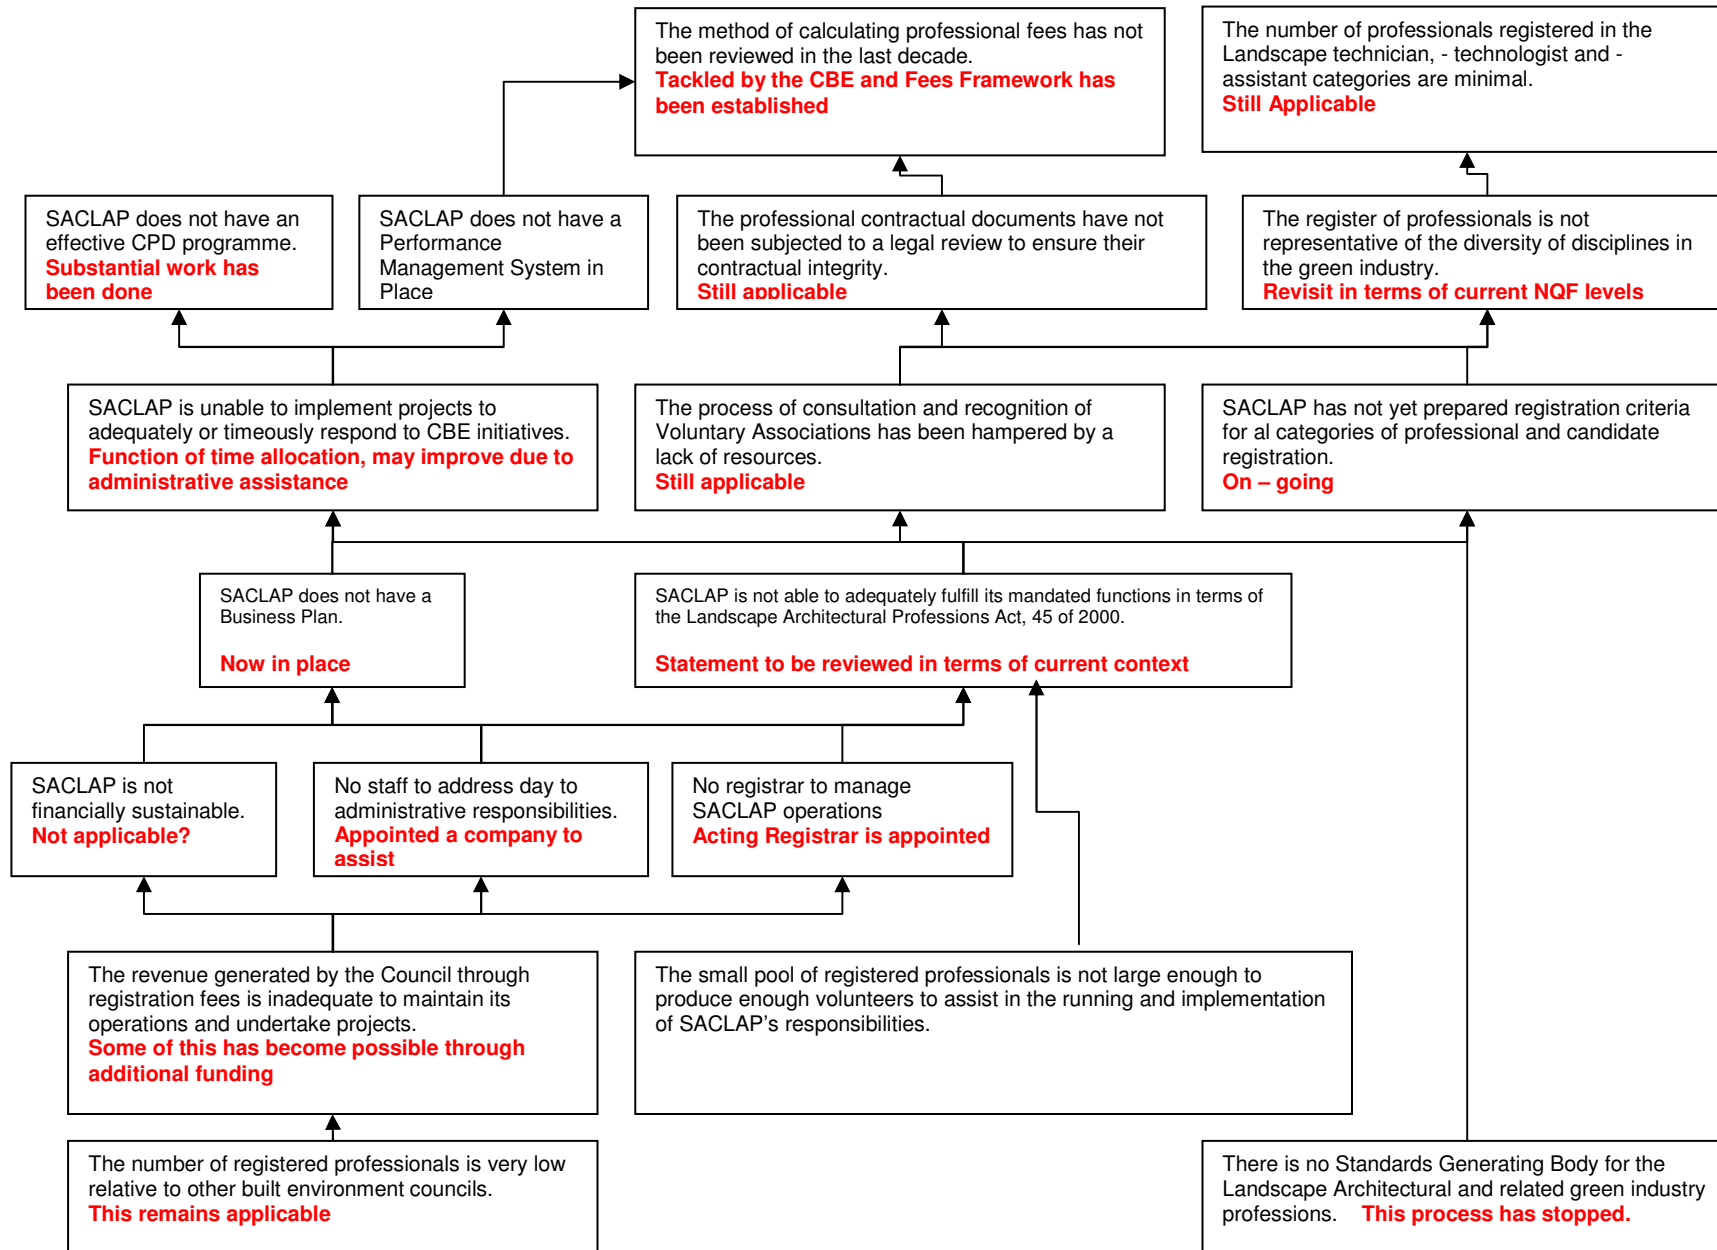 The method of calculating professional fees has not
been reviewed in the last decade.
Tackled by the CBE and Fees Framework has
been established
The number of professionals registered in the
Landscape technician, - technologist and -
assistant categories are minimal.
Still Applicable
SACLAP does not have an
effective CPD programme.
Substantial work has
been done
SACLAP does not have a
Performance
Management System in
Place
The professional contractual documents have not
been subjected to a legal review to ensure their
contractual integrity.
Still applicable
The register of professionals is not
representative of the diversity of disciplines in
the green industry.
Revisit in terms of current NQF levels
SACLAP is unable to implement projects to
adequately or timeously respond to CBE initiatives.
Function of time allocation, may improve due to
administrative assistance
The process of consultation and recognition of
Voluntary Associations has been hampered by a
lack of resources.
Still applicable
SACLAP has not yet prepared registration criteria
for al categories of professional and candidate
registration.
On – going
SACLAP does not have a
Business Plan.
Now in place
SACLAP is not able to adequately fulfill its mandated functions in terms of
the Landscape Architectural Professions Act, 45 of 2000.
Statement to be reviewed in terms of current context
SACLAP is not
financially sustainable.
Not applicable?
No staff to address day to
administrative responsibilities.
Appointed a company to
assist
No registrar to manage
SACLAP operations
Acting Registrar is appointed
The revenue generated by the Council through
registration fees is inadequate to maintain its
operations and undertake projects.
Some of this has become possible through
additional funding
The small pool of registered professionals is not large enough to
produce enough volunteers to assist in the running and implementation
of SACLAP’s responsibilities.
The number of registered professionals is very low
relative to other built environment councils.
This remains applicable
There is no Standards Generating Body for the
Landscape Architectural and related green industry
professions. This process has stopped.